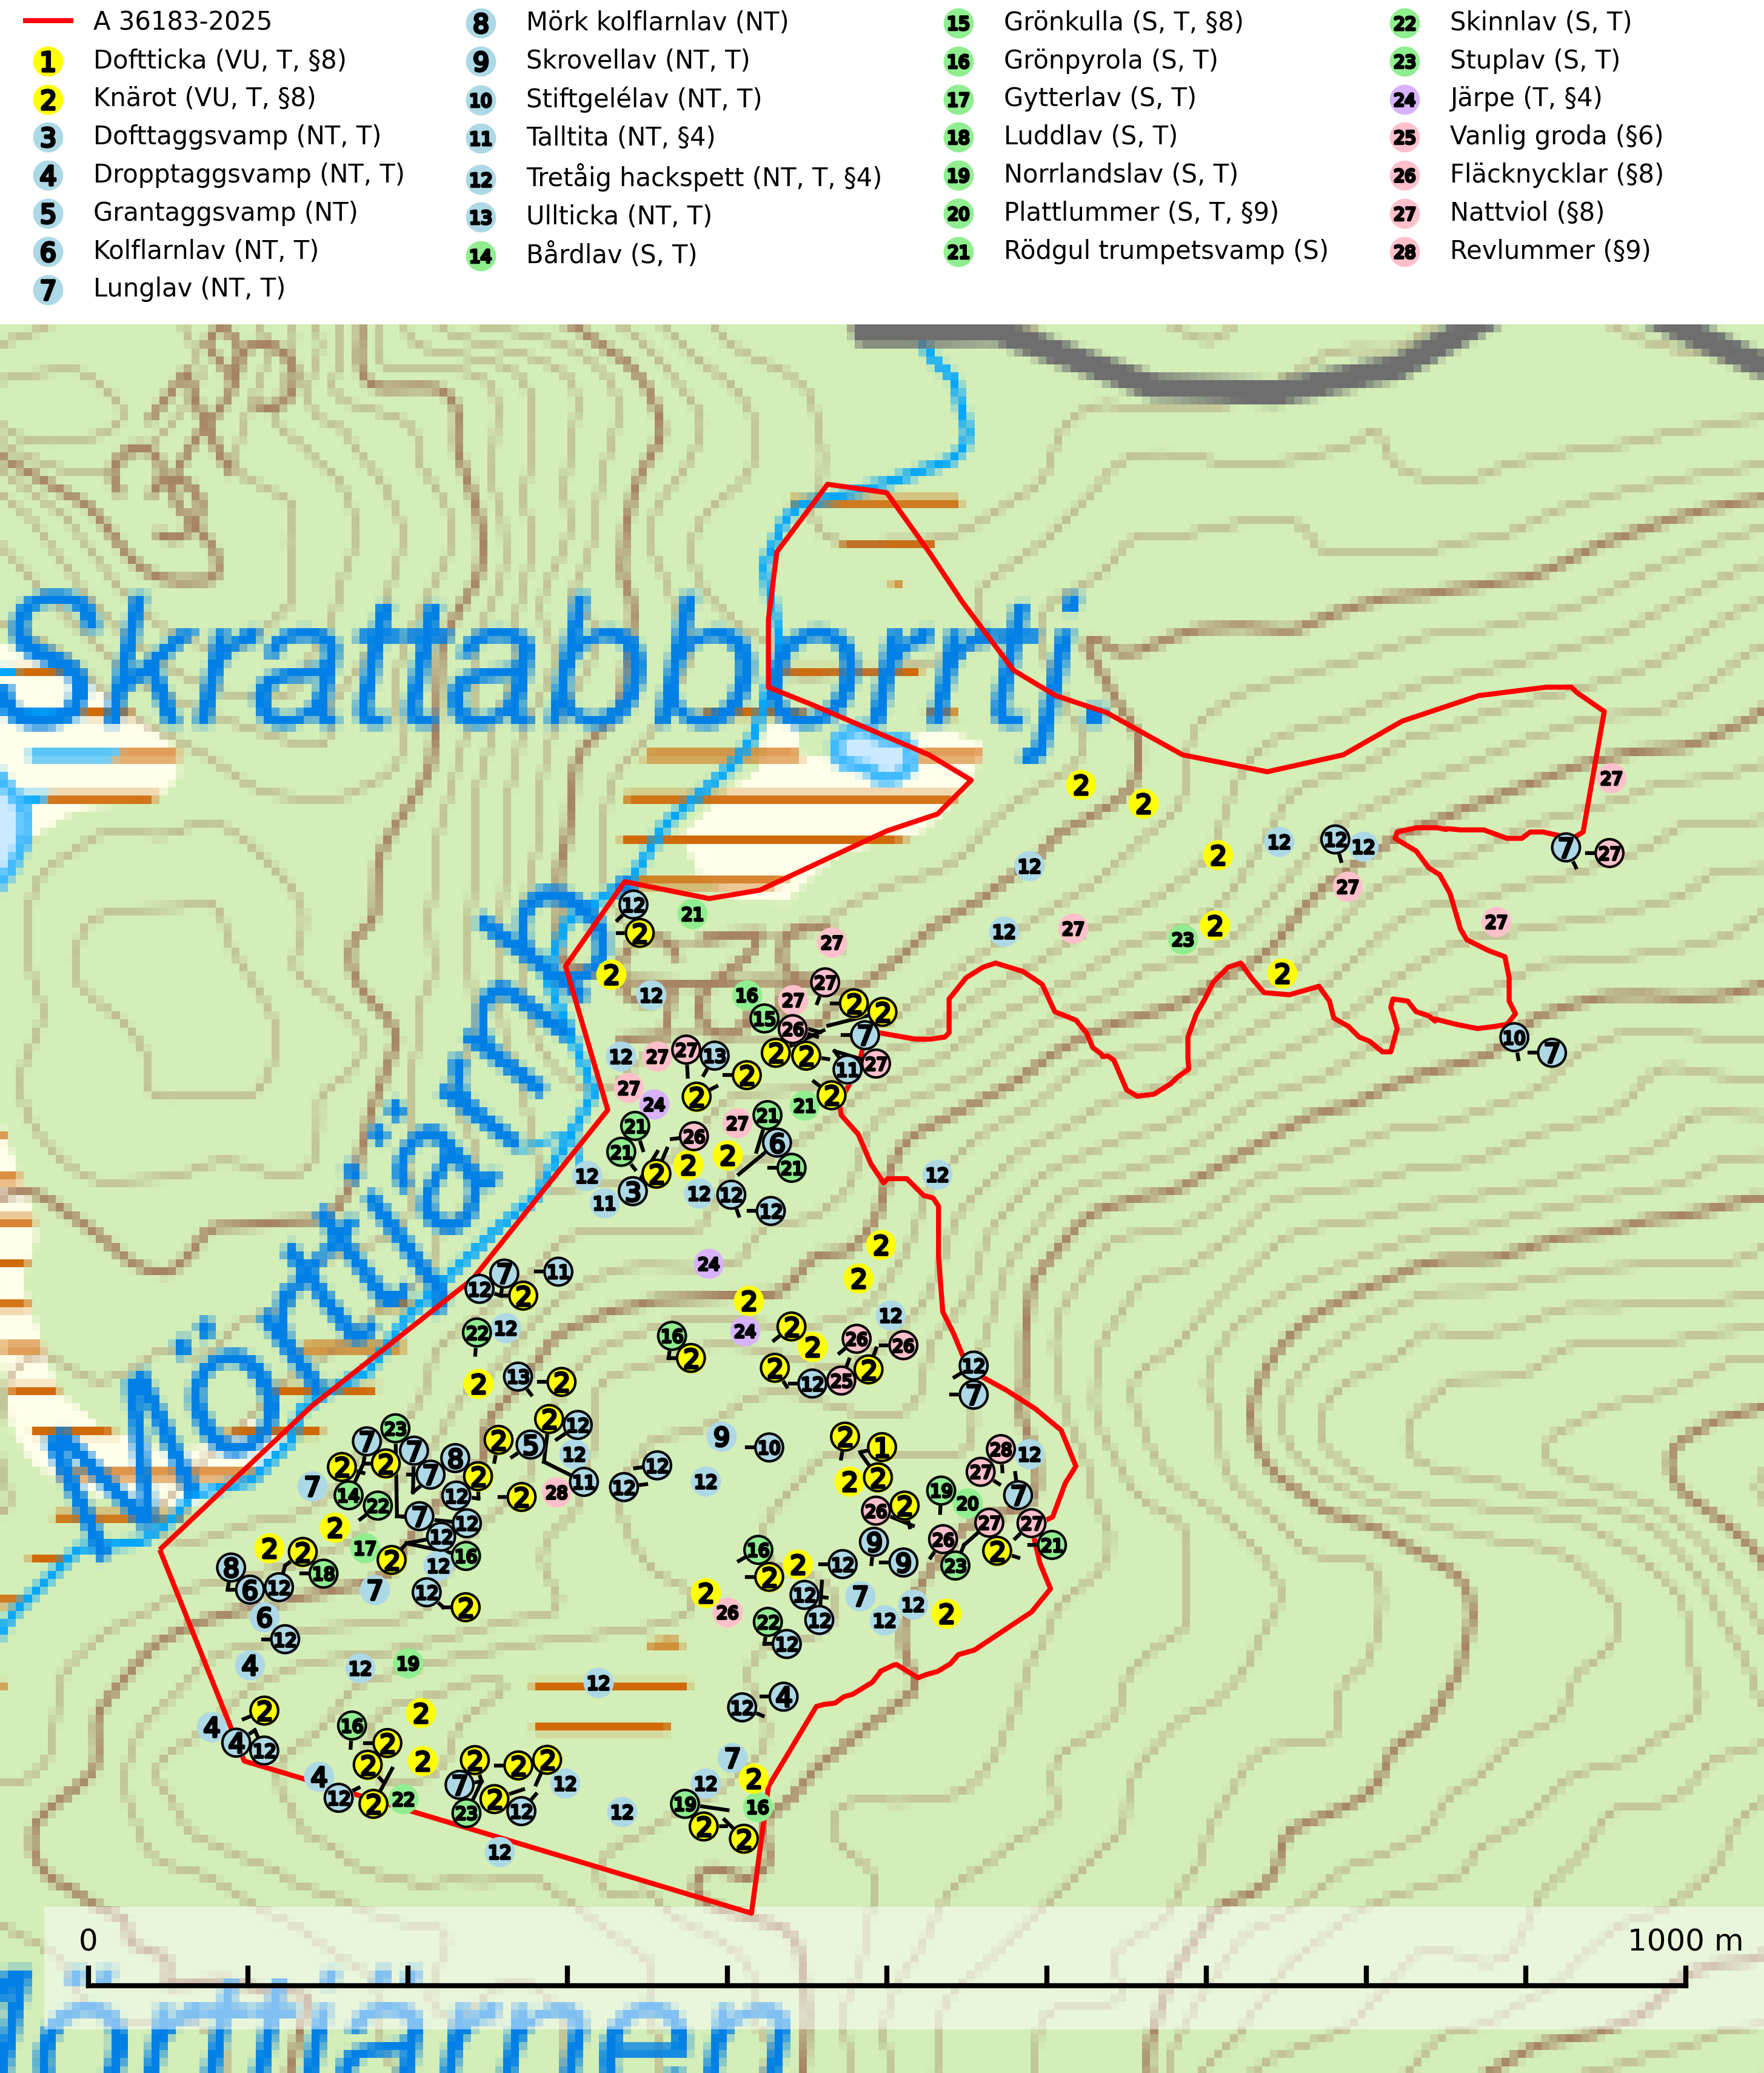 A 36183-2025
1 Doftticka (VU, T, §8)
2 Knärot (VU, T, §8)
3 Dofttaggsvamp (NT, T)
4 Dropptaggsvamp (NT, T)
5 Grantaggsvamp (NT)
6 Kolflarnlav (NT, T)
7 Lunglav (NT, T)
8 Mörk kolflarnlav (NT)
9 Skrovellav (NT, T)
10 Stiftgelélav (NT, T)
11 Talltita (NT, §4)
12 Tretåig hackspett (NT, T, §4)
13 Ullticka (NT, T)
14 Bårdlav (S, T)
15 Grönkulla (S, T, §8)
16 Grönpyrola (S, T)
17 Gytterlav (S, T)
18 Luddlav (S, T)
19 Norrlandslav (S, T)
20 Plattlummer (S, T, §9)
21 Rödgul trumpetsvamp (S)
22 Skinnlav (S, T)
23 Stuplav (S, T)
24 Järpe (T, §4)
25 Vanlig groda (§6)
26 Fläcknycklar (§8)
27 Nattviol (§8)
28 Revlummer (§9)
Skrattabborrtj.
Mörtjärnb
0 1000 m